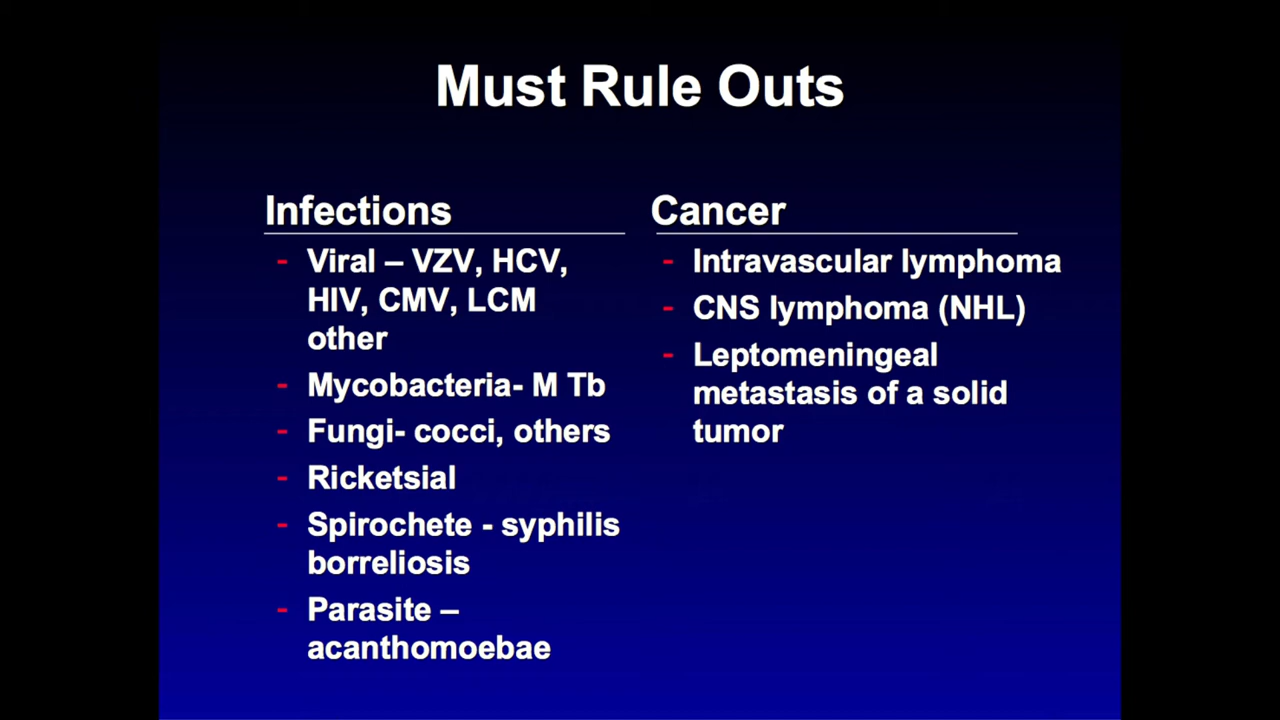 Must Rule Outs
Infections
- Viral – VZV, HCV,
HIV, CMV, LCM
other
- Mycobacteria- M Tb
- Fungi- cocci, others
- Ricketsial
- Spirochete - syphilis
borreliosis
- Parasite –
acanthomoebae
Cancer
- Intravascular lymphoma
- CNS lymphoma (NHL)
- Leptomeningeal
metastasis of a solid
tumor